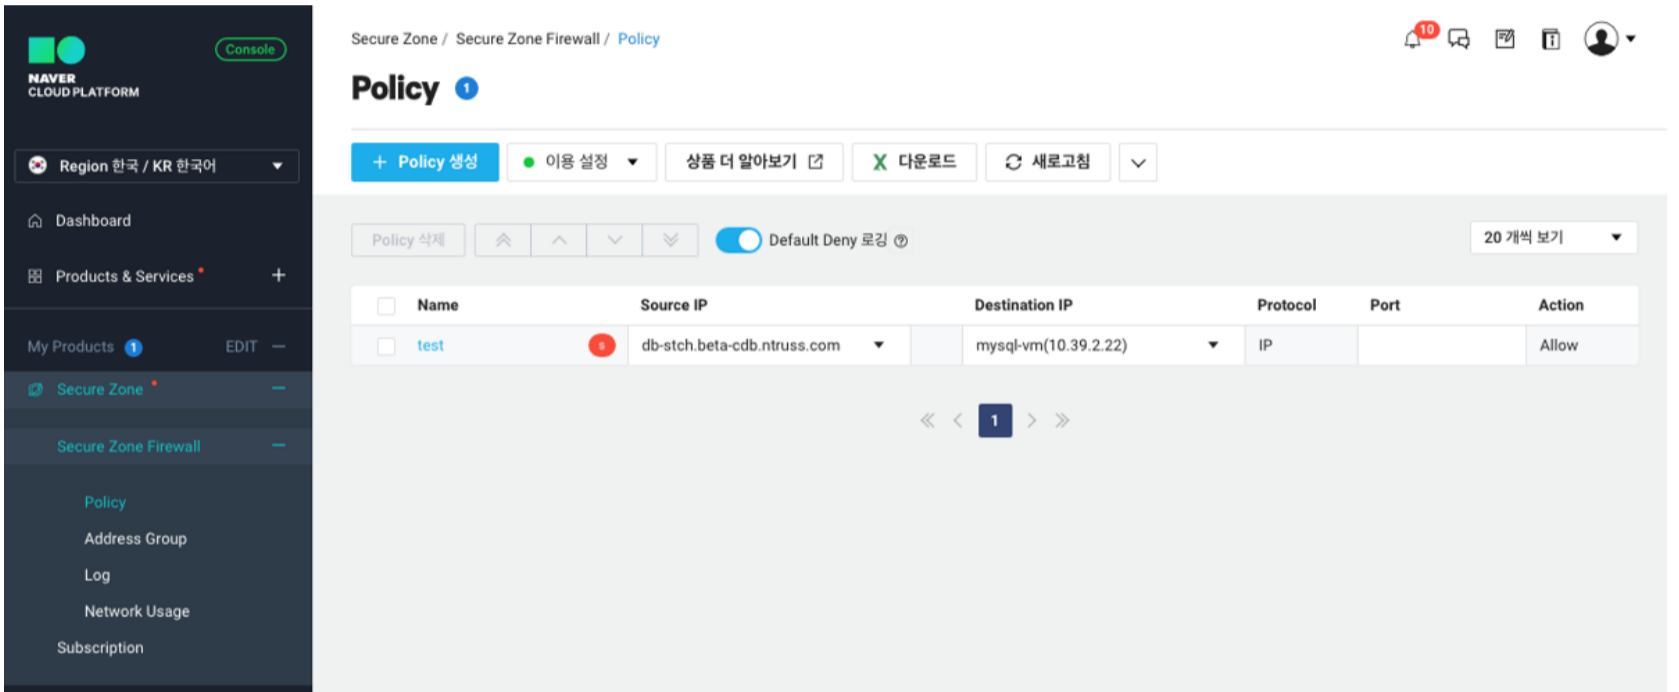 NAVER
CLOUD PLATFORM
Console
Region 한국 / KR 한국어
Dashboard
Products & Services
My Products 1 EDIT
Secure Zone
Secure Zone Firewall
Policy
Address Group
Log
Network Usage
Subscription
Secure Zone / Secure Zone Firewall / Policy
10
Policy 1
+ Policy 생성
이용 설정
상품 더 알아보기
다운로드
새로고침
Policy 삭제
Default Deny 로깅
20 개씩 보기
Name Source IP Destination IP Protocol Port Action
test S db-stch.beta-cdb.ntruss.com mysql-vm(10.39.2.22) IP Allow
1